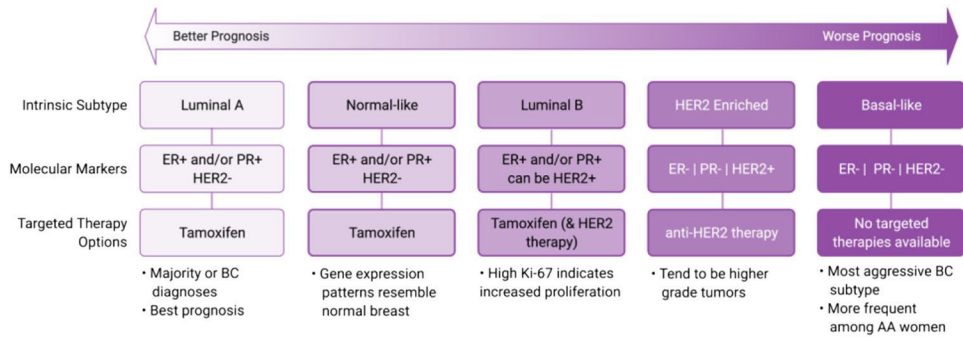 Better Prognosis
Worse Prognosis
Intrinsic Subtype
Luminal A
Normal-like
Luminal B
HER2 Enriched
Basal-like
Molecular Markers
ER+ and/or PR+
HER2-
ER+ and/or PR+
HER2-
ER+ and/or PR+
can be HER2+
ER- | PR- | HER2+
ER- | PR- | HER2-
Targeted Therapy
Options
Tamoxifen
Tamoxifen
Tamoxifen (& HER2
therapy)
anti-HER2 therapy
No targeted
therapies available
• Majority or BC
diagnoses
• Best prognosis
• Gene expression
patterns resemble
normal breast
• High Ki-67 indicates
increased proliferation
• Tend to be higher
grade tumors
• Most aggressive BC
subtype
• More frequent
among AA women